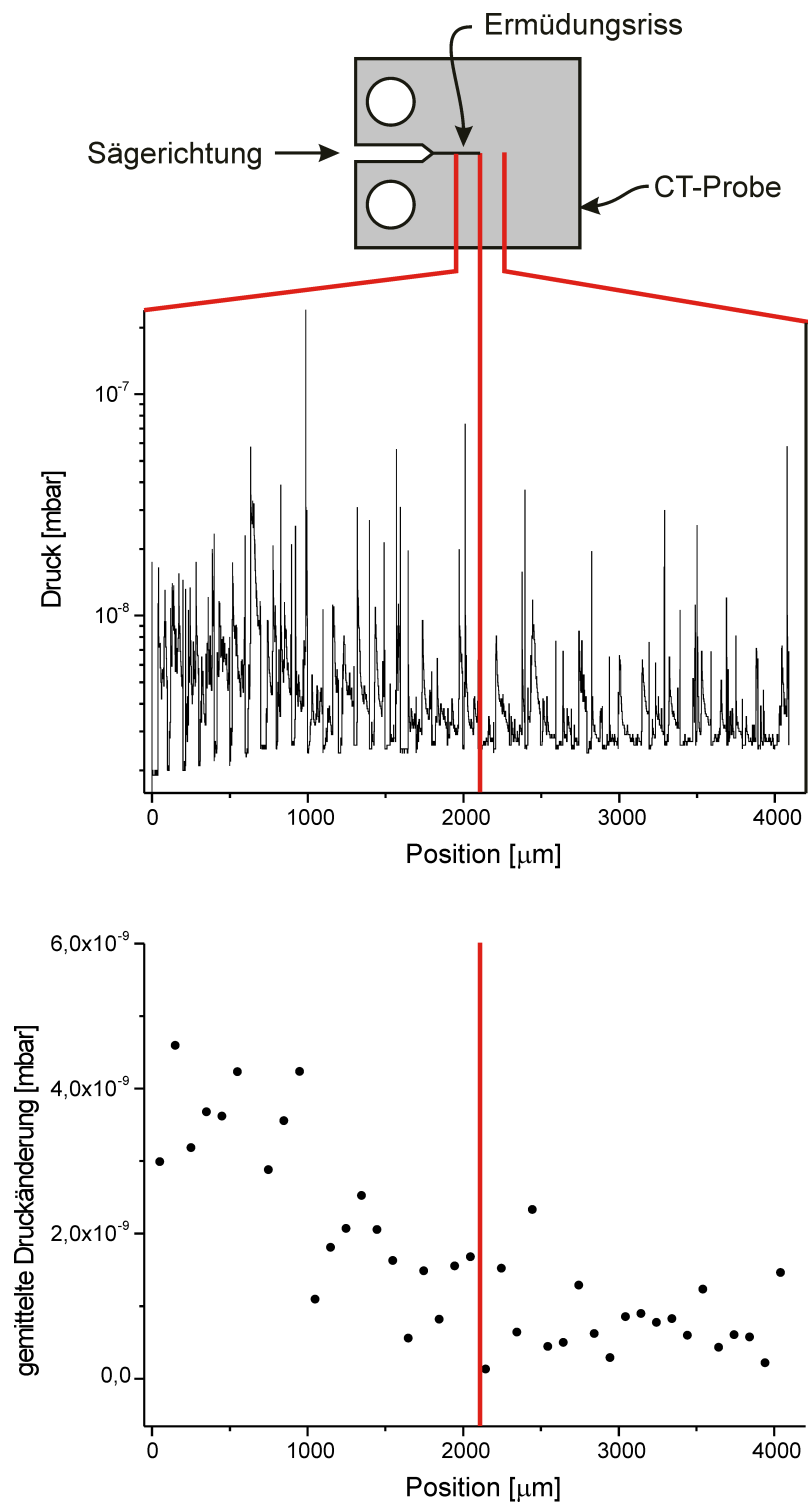 Ermüdungsriss
Sägerichtung
CT-Probe
10⁻⁷
10⁻⁸
Druck [mbar]
0 1000 2000 3000 4000
Position [μm]
6,0x10⁻⁹
4,0x10⁻⁹
2,0x10⁻⁹
0,0
gemittelte Druckänderung [mbar]
0 1000 2000 3000 4000
Position [μm]